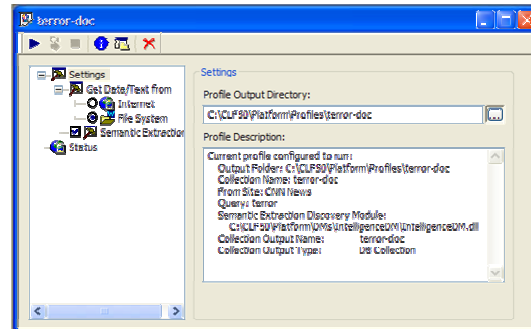 terror-doc
Settings
Get Date/Text from
Internet
File System
Semantic Extraction
Status
Settings
Profile Output Directory:
C:\CLF50\Platform\Profiles\terror-doc
...
Profile Description:
Current profile configured to run:
Output Folder: C:\CLF50\Platform\Profiles\terror-doc
Collection Name: terror-doc
From Site: CNN News
Query: terror
Semantic Extraction Discovery Module:
C:\CLF50\Platform\DMs\IntelligenceDM\IntelligenceDM.dll
Collection Output Name: terror-doc
Collection Output Type: DB Collection